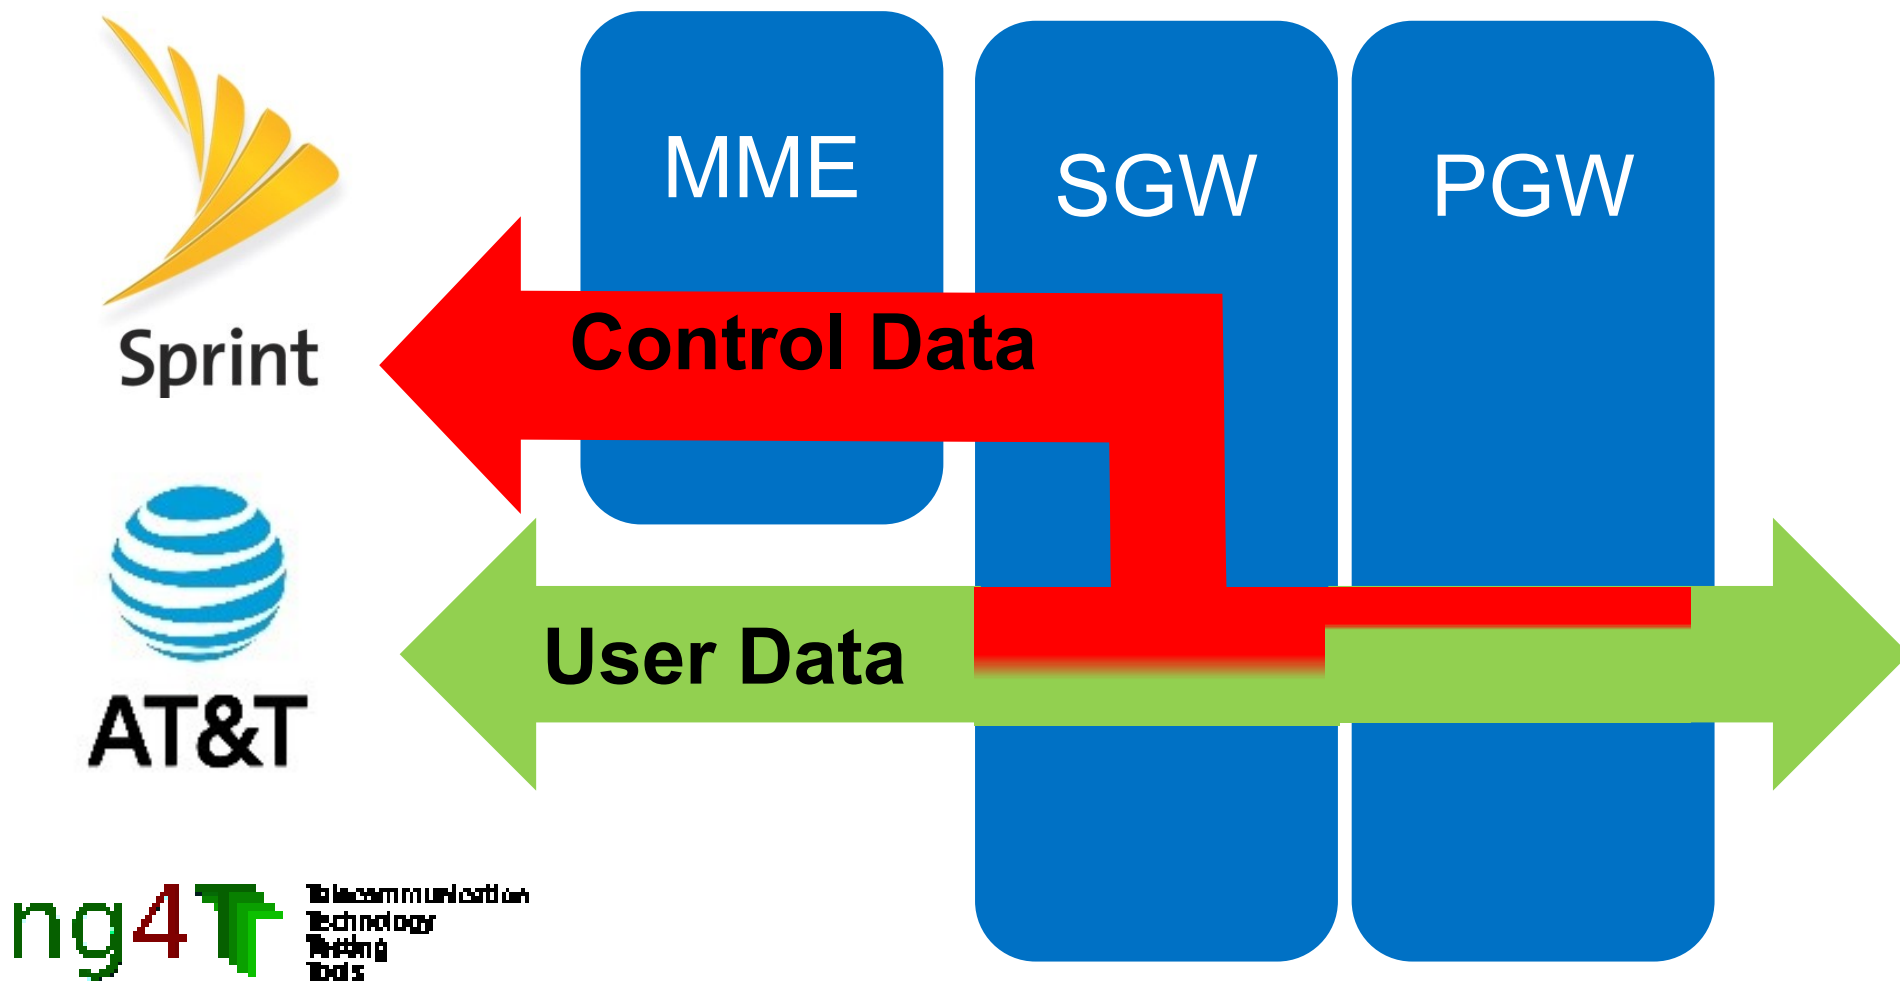 MME
SGW
PGW
Control Data
Sprint
User Data
AT&T
ng4T
Telecommunication
Technology
Testing
Tools